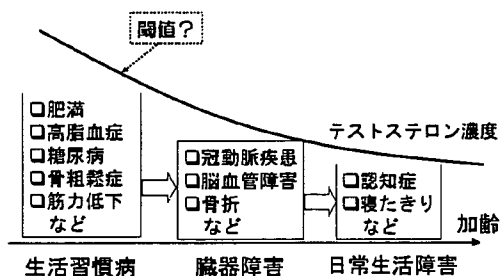 閾値?
テストステロン濃度
□肥満
□高脂血症
□糖尿病
□骨粗鬆症
□筋力低下
など
□冠動脈疾患
□脳血管障害
□骨折
など
□認知症
□寝たきり
など
加齢
生活習慣病
臓器障害
日常生活障害